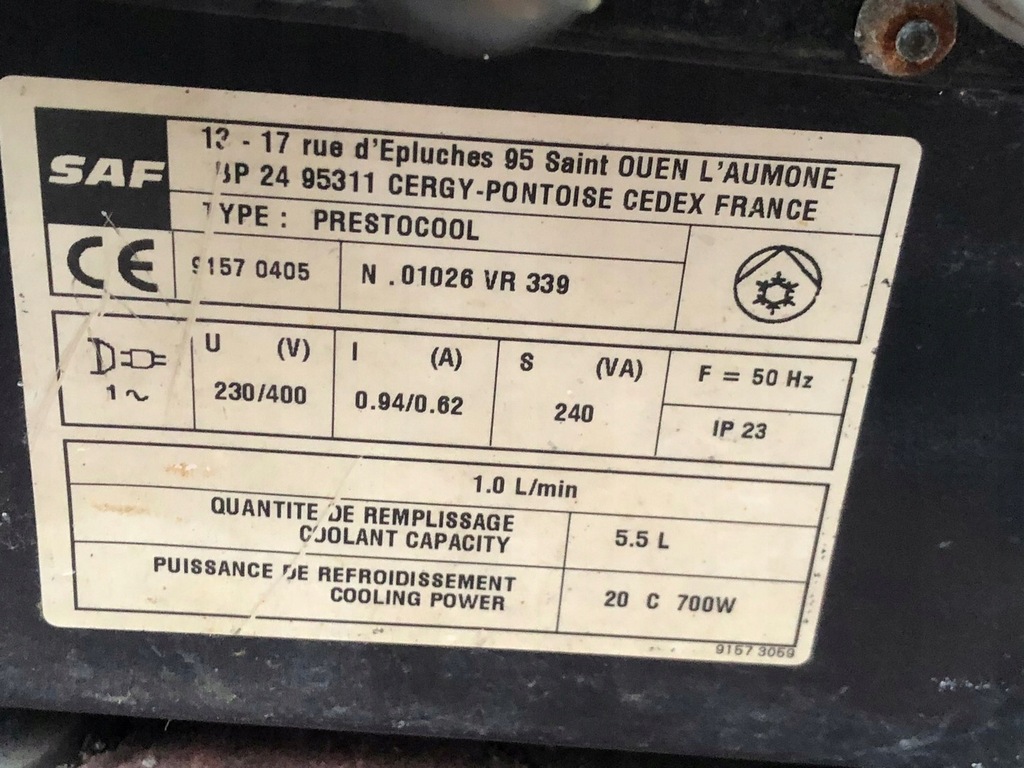 SAF
13 - 17 rue d'Epluches 95 Saint OUEN L'AUMONE
BP 24 95311 CERGY-PONTOISE CEDEX FRANCE
TYPE : PRESTOCOOL
CE
9157 0405
N . 01026 VR 339
1 ~
U (V)
230/400
I (A)
0.94/0.62
S (VA)
240
F = 50 Hz
IP 23
1.0 L/min
QUANTITE DE REMPLISSAGE
COOLANT CAPACITY
5.5 L
PUISSANCE DE REFROIDISSEMENT
COOLING POWER
20 C 700W
9157 3059